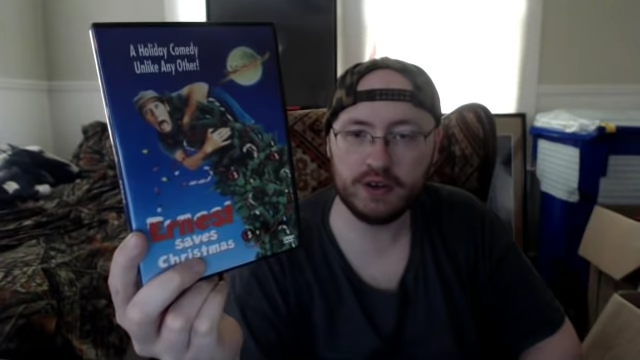 A Holiday Comedy
Unlike Any Other!
Ernest
Saves
Christmas